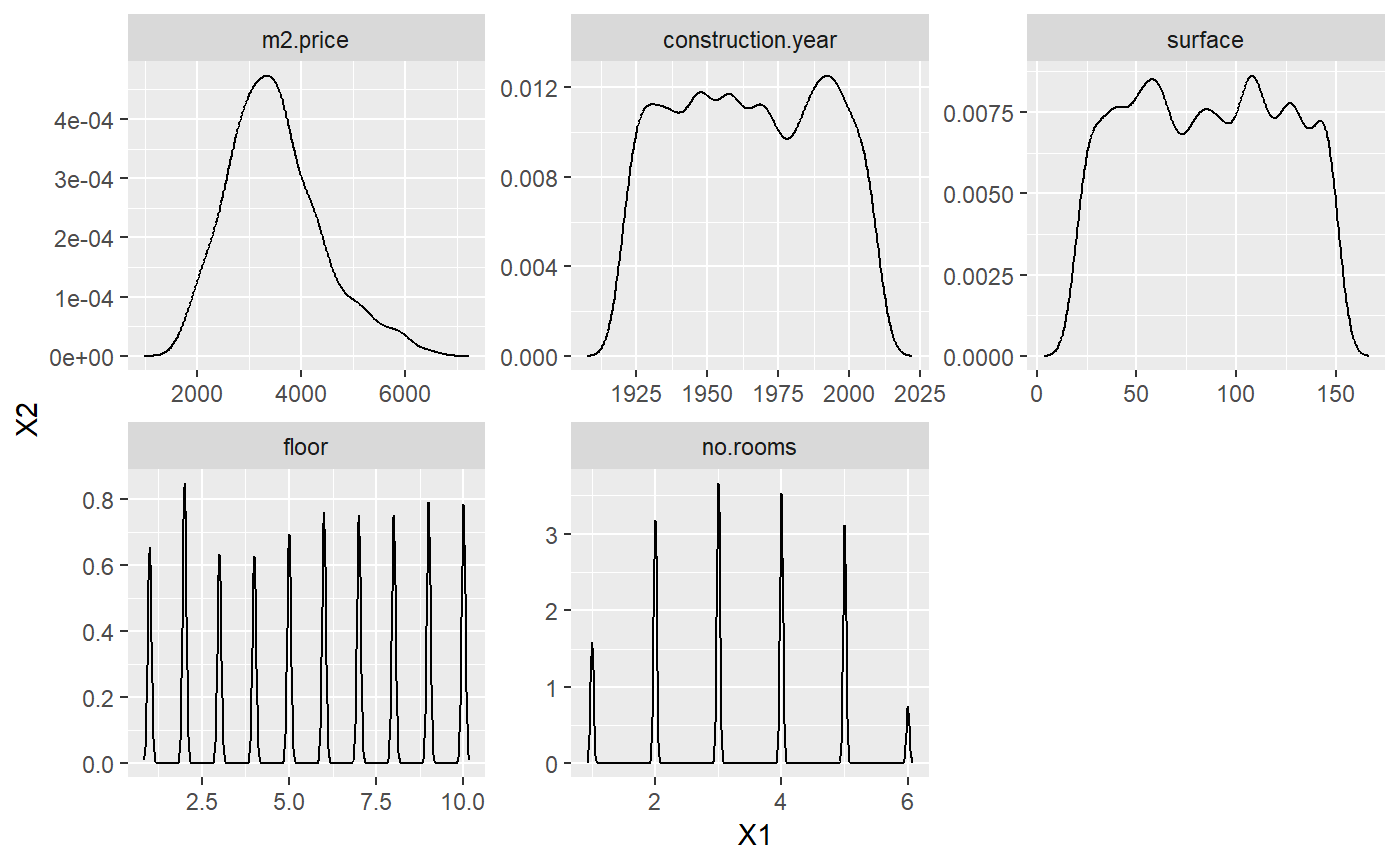 m2.price
construction.year
surface
4e-04
3e-04
2e-04
1e-04
0e+00
2000 4000 6000
0.012
0.008
0.004
0.000
1925 1950 1975 2000 2025
0.0075
0.0050
0.0025
0.0000
0 50 100 150
X2
floor
no.rooms
0.8
0.6
0.4
0.2
0.0
2.5 5.0 7.5 10.0
3
2
1
0
2 4 6
X1